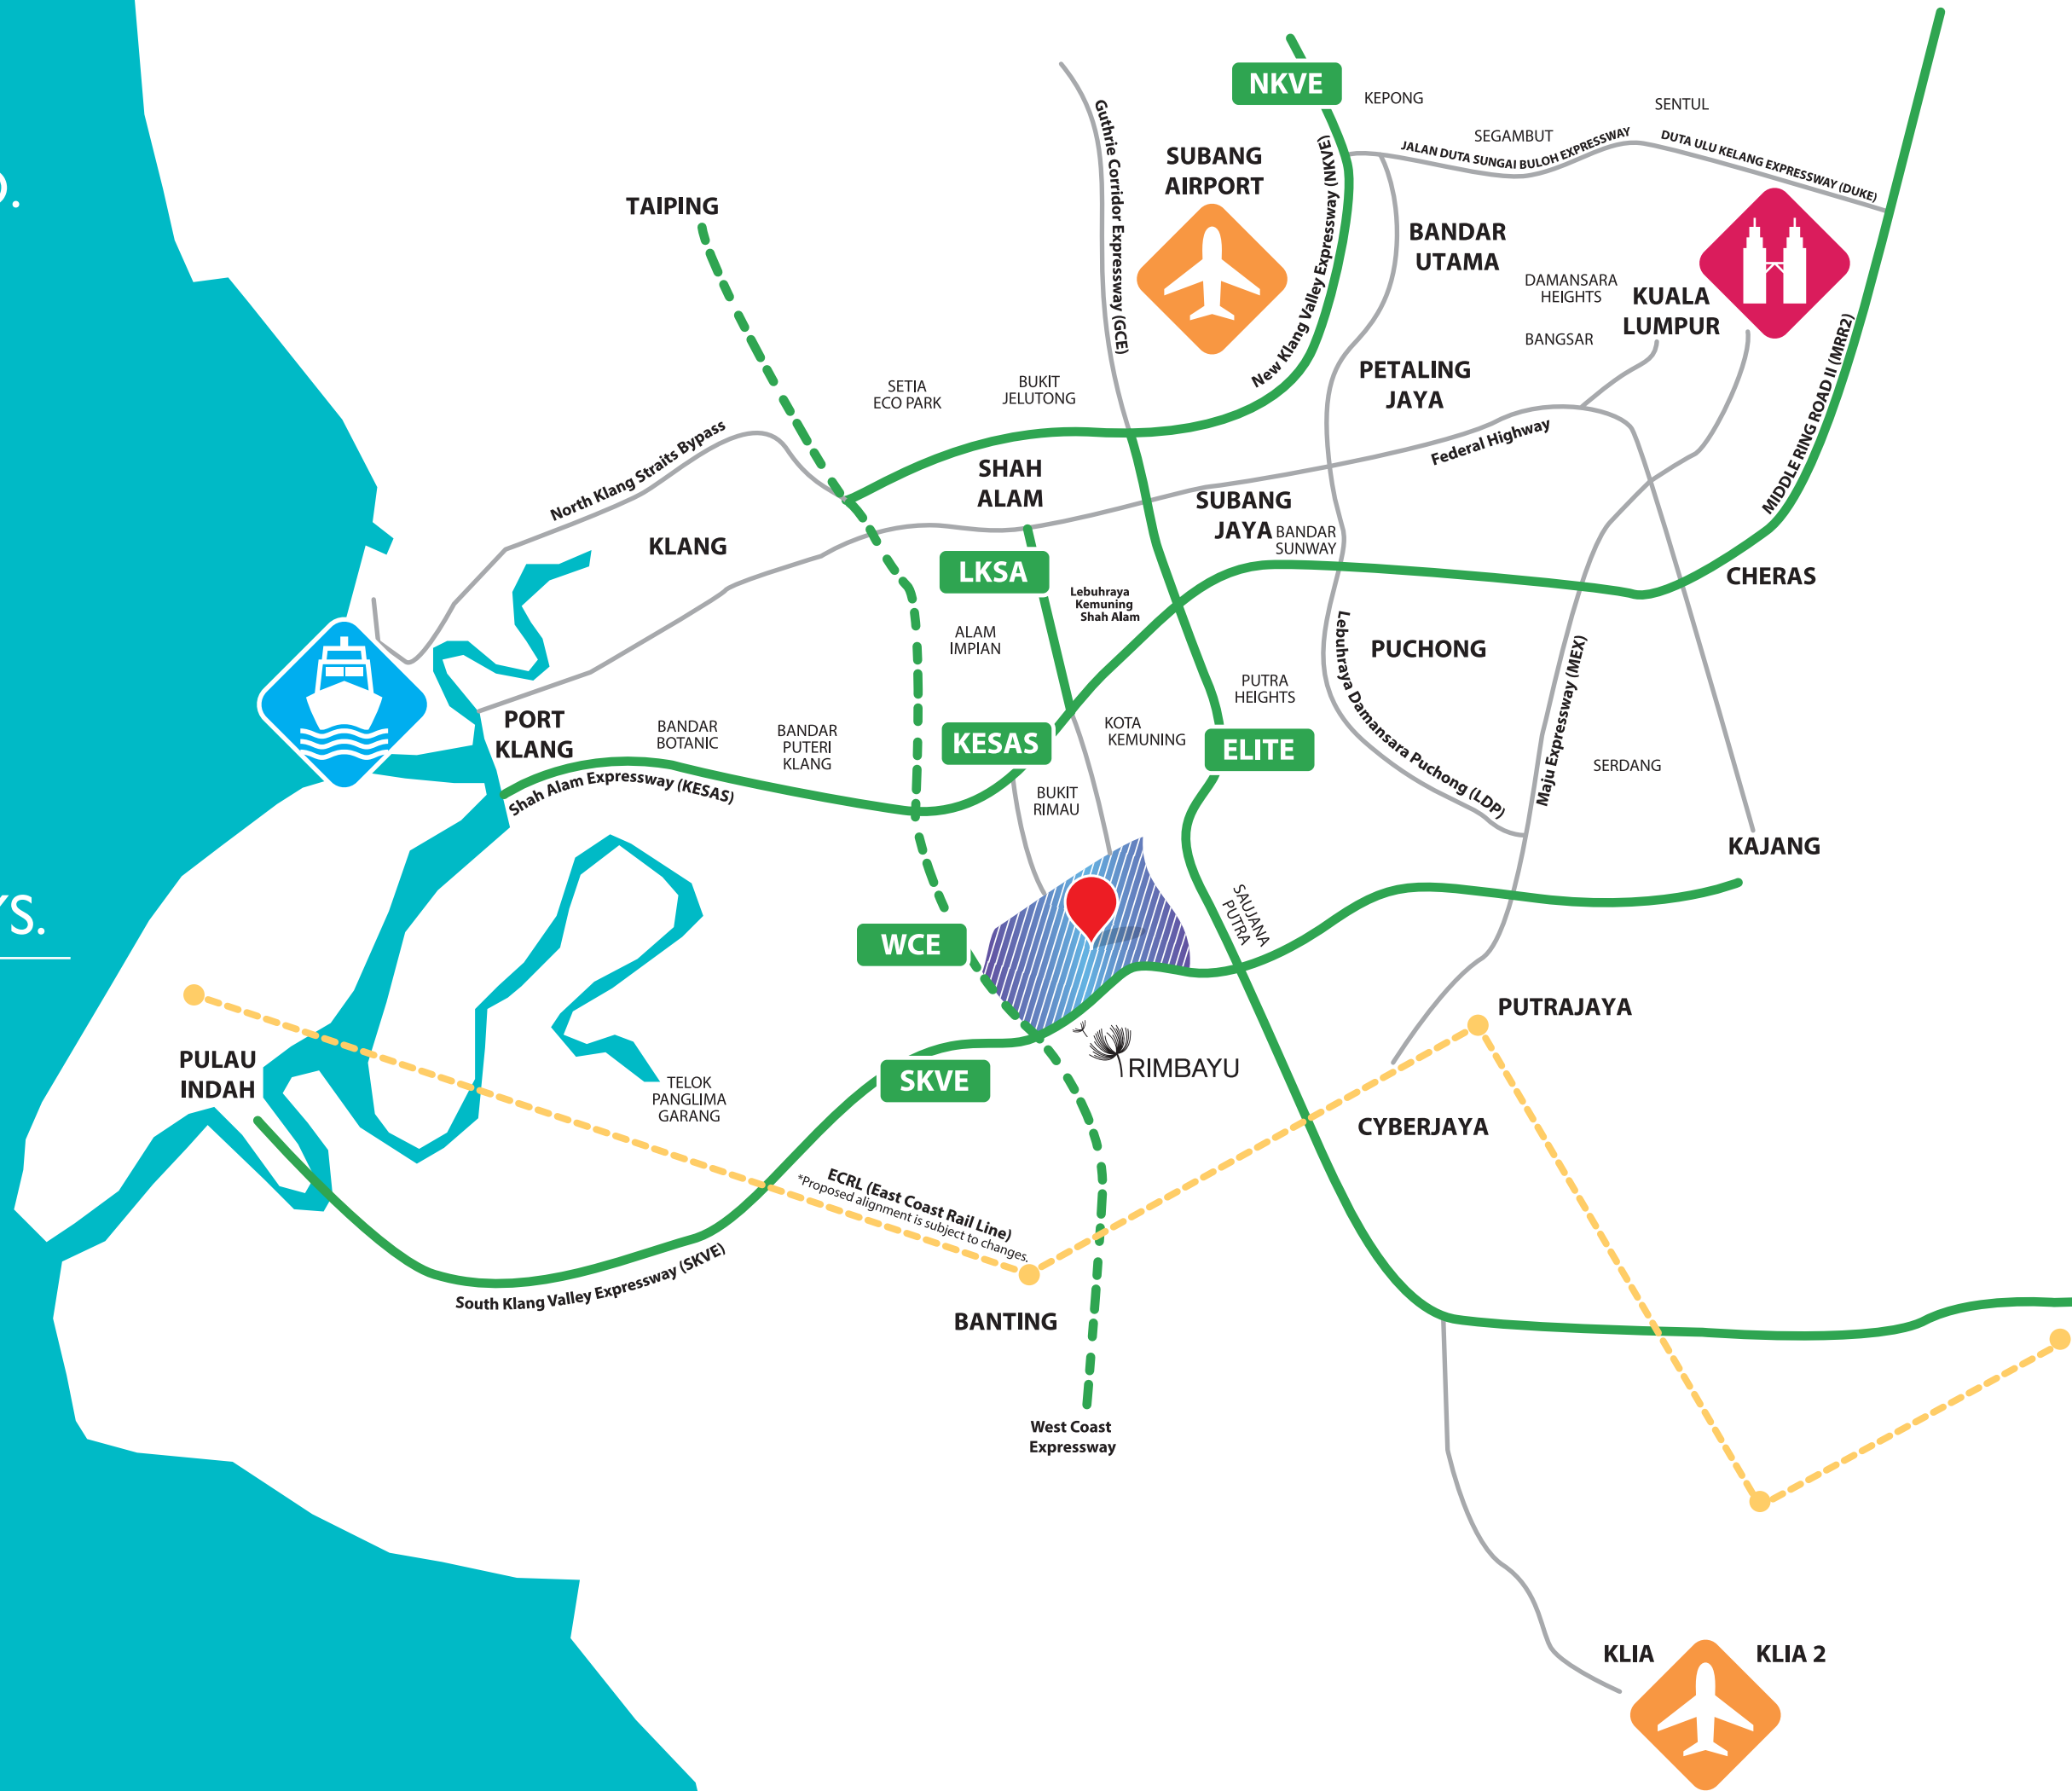 NKVE
KEPONG
SENTUL
SEGAMBUT
JALAN DUTA SUNGAI BULOH EXPRESSWAY
DUTA ULU KELANG EXPRESSWAY (DUKE)
Guthrie Corridor Expressway (GCE)
SUBANG
AIRPORT
New Klang Valley Expressway (NKVE)
TAIPING
BANDAR
UTAMA
DAMANSARA
HEIGHTS
KUALA
LUMPUR
BANGSAR
PETALING
JAYA
MIDDLE RING ROAD II (MRR2)
SETIA
ECO PARK
BUKIT
JELUTONG
North Klang Straits Bypass
Federal Highway
SHAH
ALAM
SUBANG
JAYA
BANDAR
SUNWAY
KLANG
LKSA
CHERAS
Lebuhraya
Kemuning
Shah Alam
ALAM
IMPIAN
PUCHONG
Lebuhraya Damansara Puchong (LDP)
Maju Expressway (MEX)
PUTRA
HEIGHTS
PORT
KLANG
BANDAR
BOTANIC
BANDAR
PUTERI
KLANG
KESAS
KOTA
KEMUNING
ELITE
SERDANG
Shah Alam Expressway (KESAS)
BUKIT
RIMAU
KAJANG
YS.
WCE
SAUJANA
PUTRA
PUTRAJAYA
PULAU
INDAH
RIMBAYU
SKVE
TELOK
PANGLIMA
GARANG
CYBERJAYA
ECRL (East Coast Rail Line)
*Proposed alignment is subject to changes.
South Klang Valley Expressway (SKVE)
BANTING
West Coast
Expressway
KLIA
KLIA 2